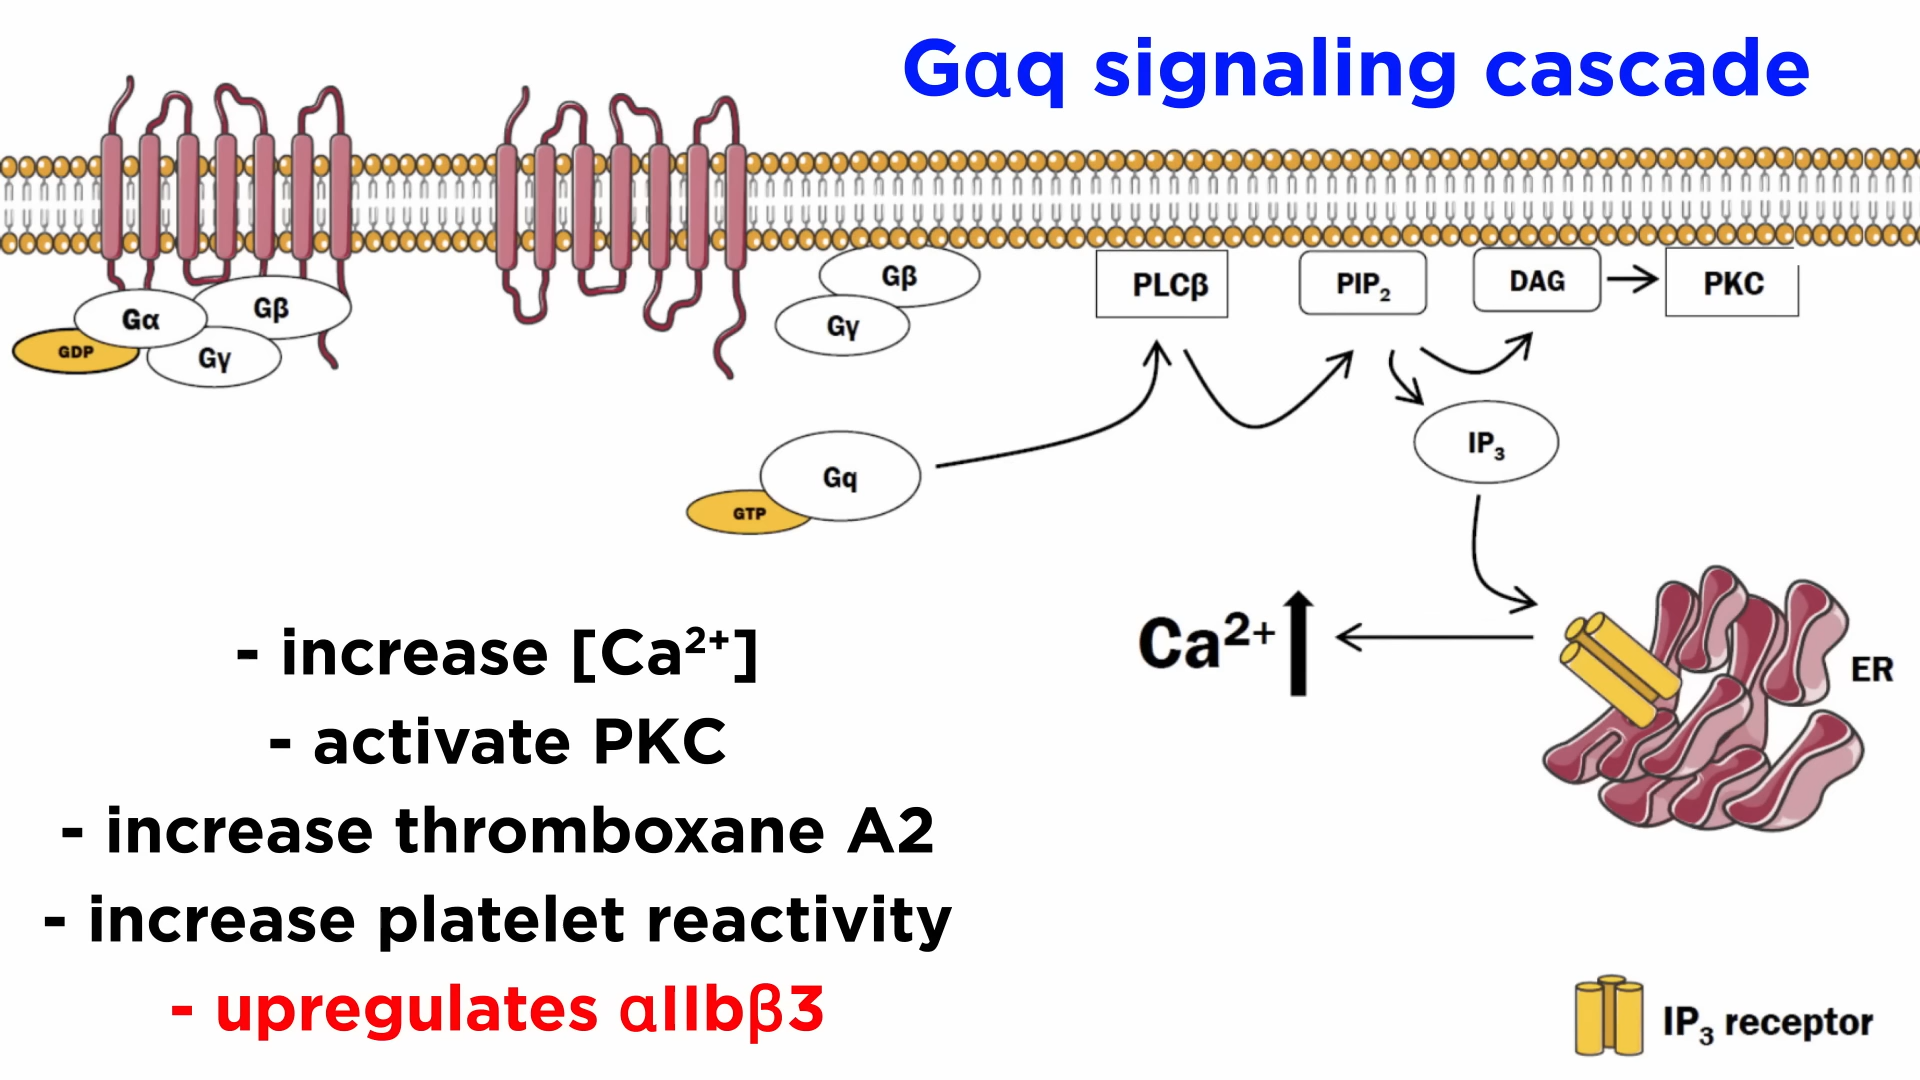 Gαq signaling cascade
Gα
Gβ
Gγ
GDP
Gβ
Gγ
PLCβ
PIP₂
DAG
PKC
Gq
GTP
IP₃
Ca²⁺
ER
- increase [Ca²⁺]
- activate PKC
- increase thromboxane A2
- increase platelet reactivity
- upregulates αIIbβ3
IP₃ receptor